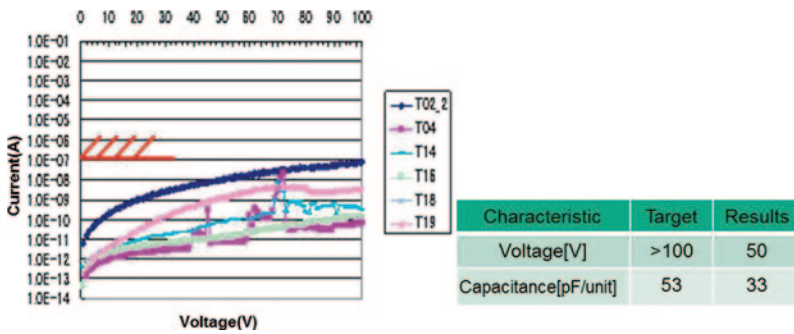 0 10 20 30 40 50 60 70 80 90 100
1.0E-01
1.0E-02
1.0E-03
1.0E-04
1.0E-05
1.0E-06
1.0E-07
1.0E-08
1.0E-09
1.0E-10
1.0E-11
1.0E-12
1.0E-13
1.0E-14
Current(A)
Voltage(V)
T02_2
T04
T14
T16
T18
T19
Characteristic Target Results
Voltage[V] >100 50
Capacitance[pF/unit] 53 33